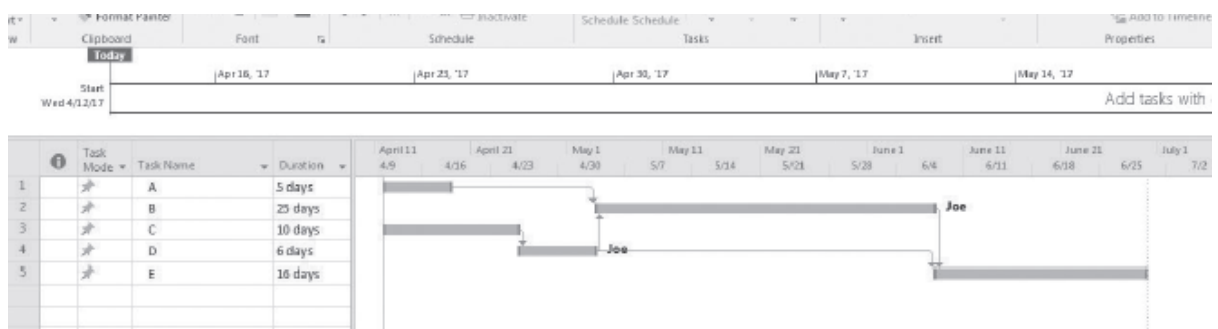 Format Painter Inactivate Schedule Schedule Add to Timeline
Clipboard Font Schedule Tasks Insert Properties
Today
Apr 16, '17 Apr 23, '17 Apr 30, '17 May 7, '17 May 14, '17
Start
Wed 4/12/17
Add tasks with
Task Mode Task Name Duration
April 11 April 21 May 1 May 11 May 21 June 1 June 11 June 21 July 1
4/9 4/16 4/23 4/30 5/7 5/14 5/21 5/28 6/4 6/11 6/18 6/25 7/2
1 A 5 days
2 B 25 days Joe
3 C 10 days
4 D 6 days Joe
5 E 16 days